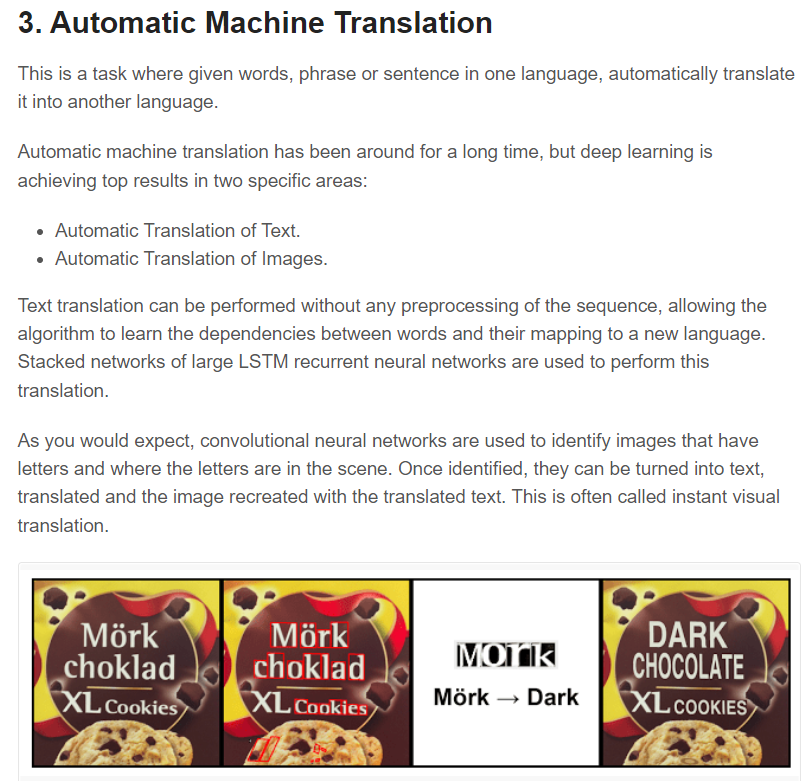 3. Automatic Machine Translation
This is a task where given words, phrase or sentence in one language, automatically translate
it into another language.
Automatic machine translation has been around for a long time, but deep learning is
achieving top results in two specific areas:
• Automatic Translation of Text.
• Automatic Translation of Images.
Text translation can be performed without any preprocessing of the sequence, allowing the
algorithm to learn the dependencies between words and their mapping to a new language.
Stacked networks of large LSTM recurrent neural networks are used to perform this
translation.
As you would expect, convolutional neural networks are used to identify images that have
letters and where the letters are in the scene. Once identified, they can be turned into text,
translated and the image recreated with the translated text. This is often called instant visual
translation.
Mörk
choklad
XL Cookies
Mörk
choklad
XL Cookies
Mörk
Mörk → Dark
DARK
CHOCOLATE
XL COOKIES